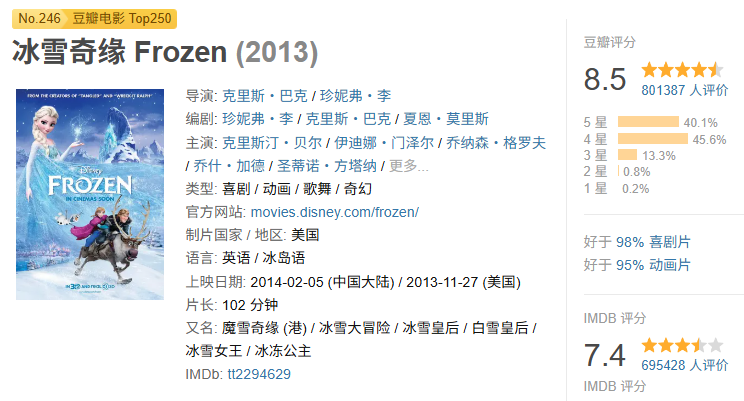 No.246 豆瓣电影 Top250
冰雪奇缘 Frozen (2013)
FROM THE CREATORS OF "TANGLED" AND "WRECK-IT RALPH"
Disney
FROZEN
IN CINEMAS SOON
导演: 克里斯·巴克 / 珍妮弗·李
编剧: 珍妮弗·李 / 克里斯·巴克 / 夏恩·莫里斯
主演: 克里斯汀·贝尔 / 伊迪娜·门泽尔 / 乔纳森·格罗夫
/ 乔什·加德 / 圣蒂诺·方塔纳 / 更多...
类型: 喜剧 / 动画 / 歌舞 / 奇幻
官方网站: movies.disney.com/frozen/
制片国家 / 地区: 美国
语言: 英语 / 冰岛语
上映日期: 2014-02-05 (中国大陆) / 2013-11-27 (美国)
片长: 102 分钟
又名: 魔雪奇缘 (港) / 冰雪大冒险 / 冰雪皇后 / 白雪皇后 /
冰雪女王 / 冰冻公主
IMDb: tt2294629
豆瓣评分
8.5
801387 人评价
5 星 40.1%
4 星 45.6%
3 星 13.3%
2 星 0.8%
1 星 0.2%
好于 98% 喜剧片
好于 95% 动画片
IMDB 评分
7.4
695428 人评价
IMDB 评分